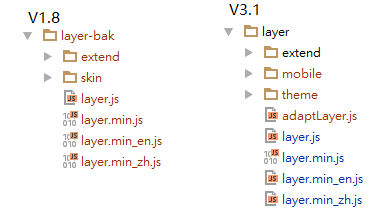 V1.8
layer-bak
extend
skin
layer.js
layer.min.js
layer.min_en.js
layer.min_zh.js
V3.1
layer
extend
mobile
theme
adaptLayer.js
layer.js
layer.min.js
layer.min_en.js
layer.min_zh.js